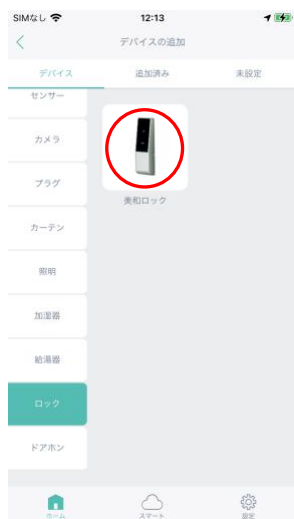 SIMなし 12:13
デバイスの追加
デバイス 追加済み 未設定
センサー
カメラ
美和ロック
プラグ
カーテン
照明
加湿器
給湯器
ロック
ドアホン
ホーム スマート 設定